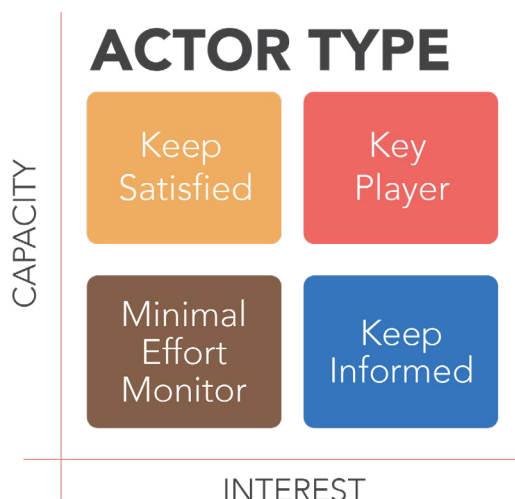 ACTOR TYPE
Keep
Satisfied
Key
Player
CAPACITY
Minimal
Effort
Monitor
Keep
Informed
INTEREST